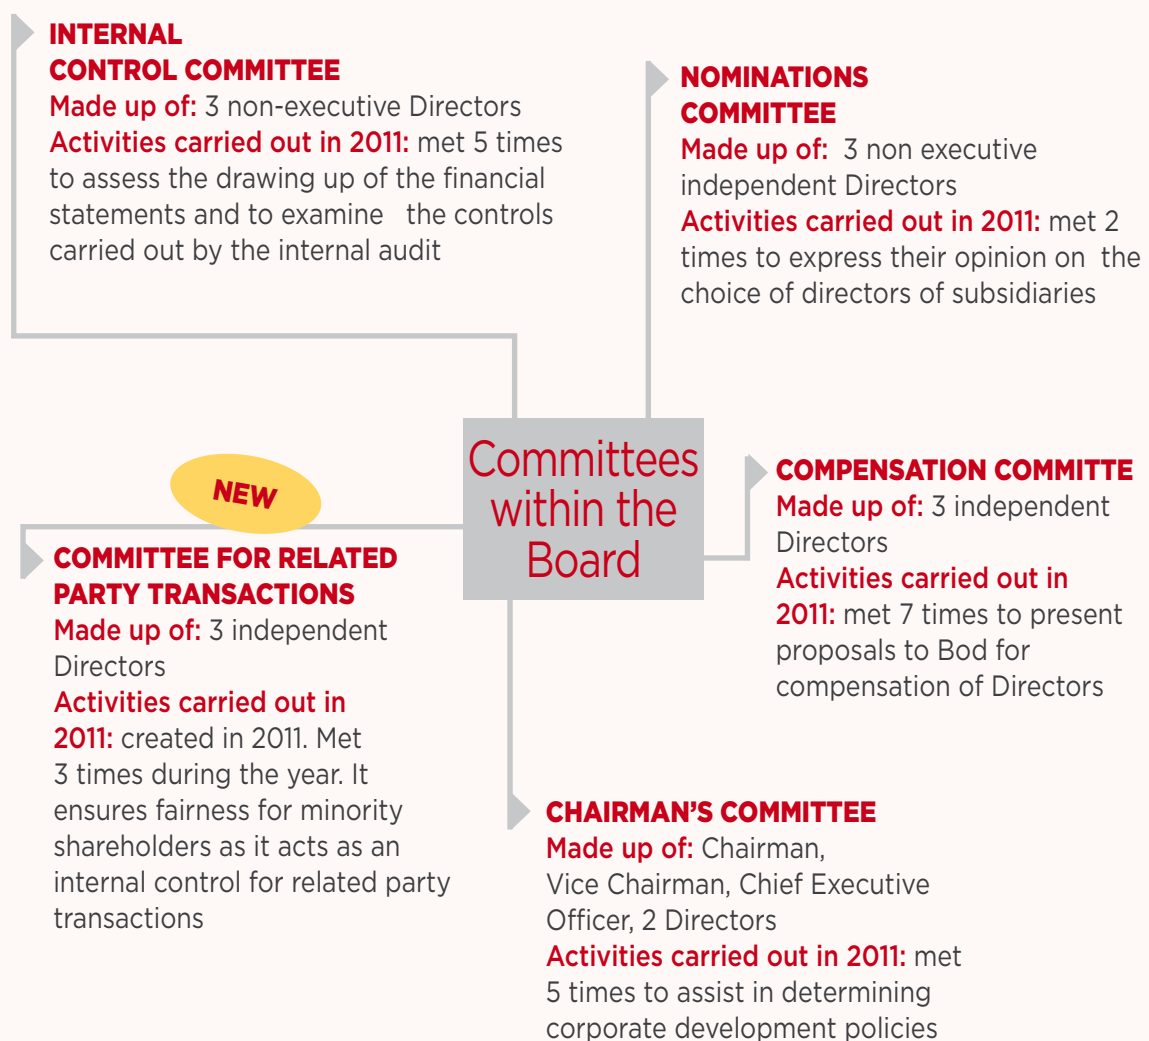 INTERNAL
CONTROL COMMITTEE
Made up of: 3 non-executive Directors
Activities carried out in 2011: met 5 times
to assess the drawing up of the financial
statements and to examine the controls
carried out by the internal audit
NOMINATIONS
COMMITTEE
Made up of: 3 non executive
independent Directors
Activities carried out in 2011: met 2
times to express their opinion on the
choice of directors of subsidiaries
Committees
within the
Board
NEW
COMMITTEE FOR RELATED
PARTY TRANSACTIONS
Made up of: 3 independent
Directors
Activities carried out in
2011: created in 2011. Met
3 times during the year. It
ensures fairness for minority
shareholders as it acts as an
internal control for related party
transactions
COMPENSATION COMMITTE
Made up of: 3 independent
Directors
Activities carried out in
2011: met 7 times to present
proposals to Bod for
compensation of Directors
CHAIRMAN’S COMMITTEE
Made up of: Chairman,
Vice Chairman, Chief Executive
Officer, 2 Directors
Activities carried out in 2011: met
5 times to assist in determining
corporate development policies